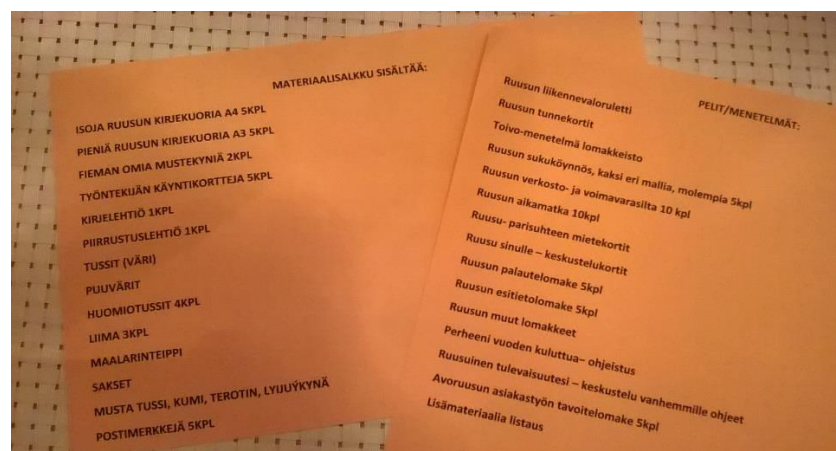 MATERIAALISALKKU SISÄLTÄÄ:
ISOJA RUUSUN KIRJEKUORIA A4 5KPL
PIENIÄ RUUSUN KIRJEKUORIA A3 5KPL
FIEMAN OMIA MUSTEKYNIÄ 2KPL
TYÖNTEKIJÄN KÄYNTIKORTTEJA 5KPL
KIRJELEHTIÖ 1KPL
PIIRRUSTUSLEHTIÖ 1KPL
TUSSIT (VÄRI)
PUUVÄRIT
HUOMIOTUSSIT 4KPL
LIIMA 3KPL
MAALARINTEIPPI
SAKSET
MUSTA TUSSI, KUMI, TEROTIN, LYIJUÝKYNÄ
POSTIMERKKEJÄ 5KPL
PELIT/MENETELMÄT:
Ruusun liikennevaloruletti
Ruusun tunnekortit
Toivo-menetelmä lomakkeisto
Ruusun sukuköynnös, kaksi eri mallia, molempia 5kpl
Ruusun verkosto- ja voimavarasilta 10 kpl
Ruusun aikamatka 10kpl
Ruusu- parisuhteen mietekortit
Ruusu sinulle – keskustelukortit
Ruusun palautelomake 5kpl
Ruusun esitietolomake 5kpl
Ruusun muut lomakkeet
Perheeni vuoden kuluttua– ohjeistus
Ruusuinen tulevaisuutesi – keskustelu vanhemmille ohjeet
Avoruusun asiakastyön tavoitelomake 5kpl
Lisämateriaalia listaus